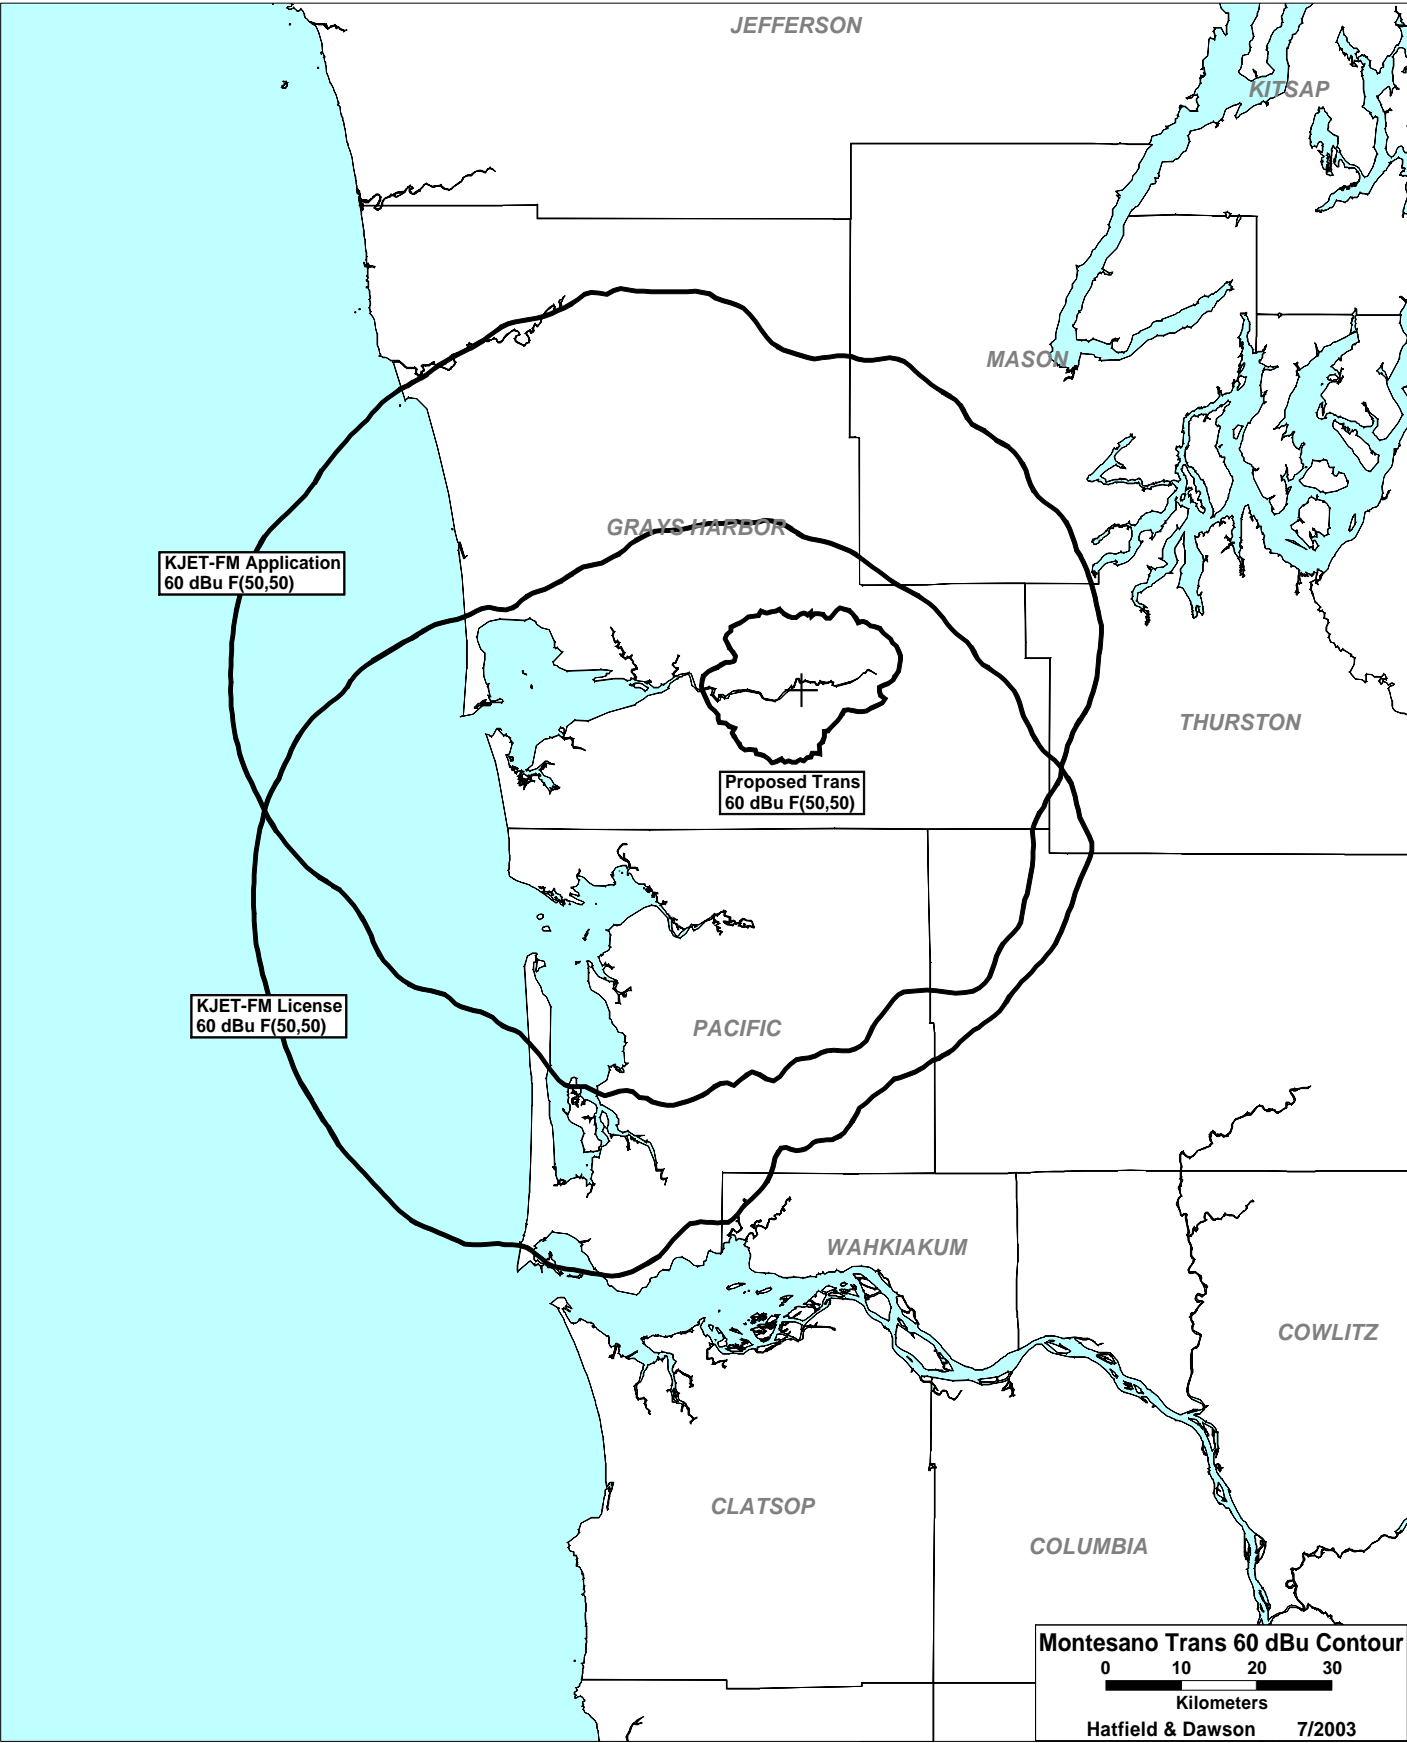 JEFFERSON
KITSAP
MASON
GRAYS HARBOR
KJET-FM Application
60 dBu F(50,50)
THURSTON
Proposed Trans
60 dBu F(50,50)
KJET-FM License
60 dBu F(50,50)
PACIFIC
WAHKIAKUM
COWLITZ
CLATSOP
COLUMBIA
Montesano Trans 60 dBu Contour
0 10 20 30
Kilometers
Hatfield & Dawson 7/2003